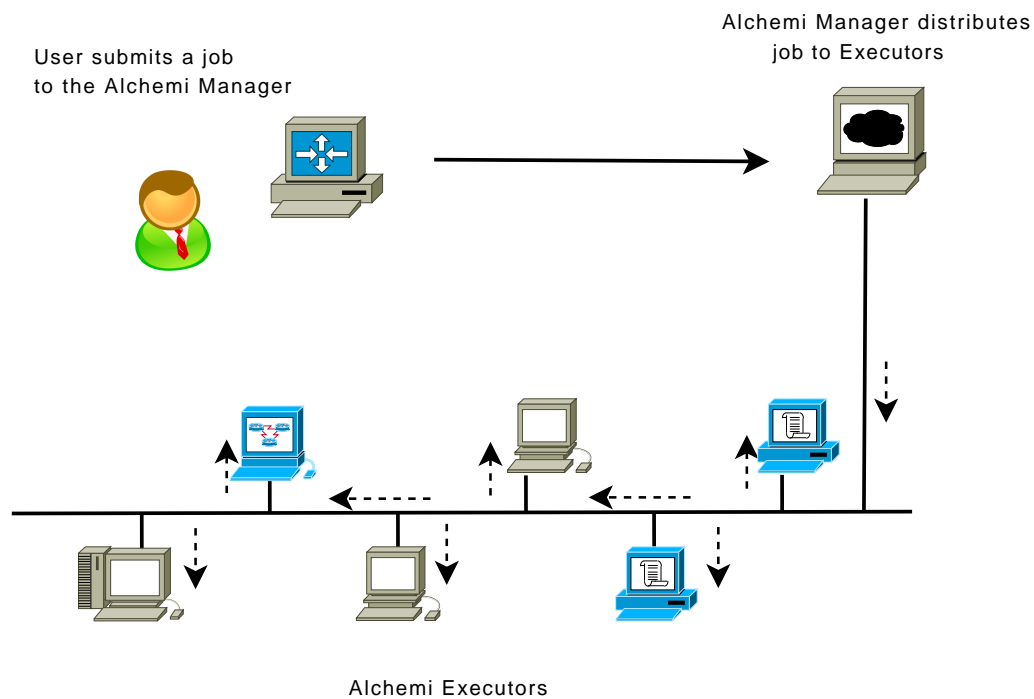 User submits a job
to the Alchemi Manager
Alchemi Manager distributes
job to Executors
Alchemi Executors